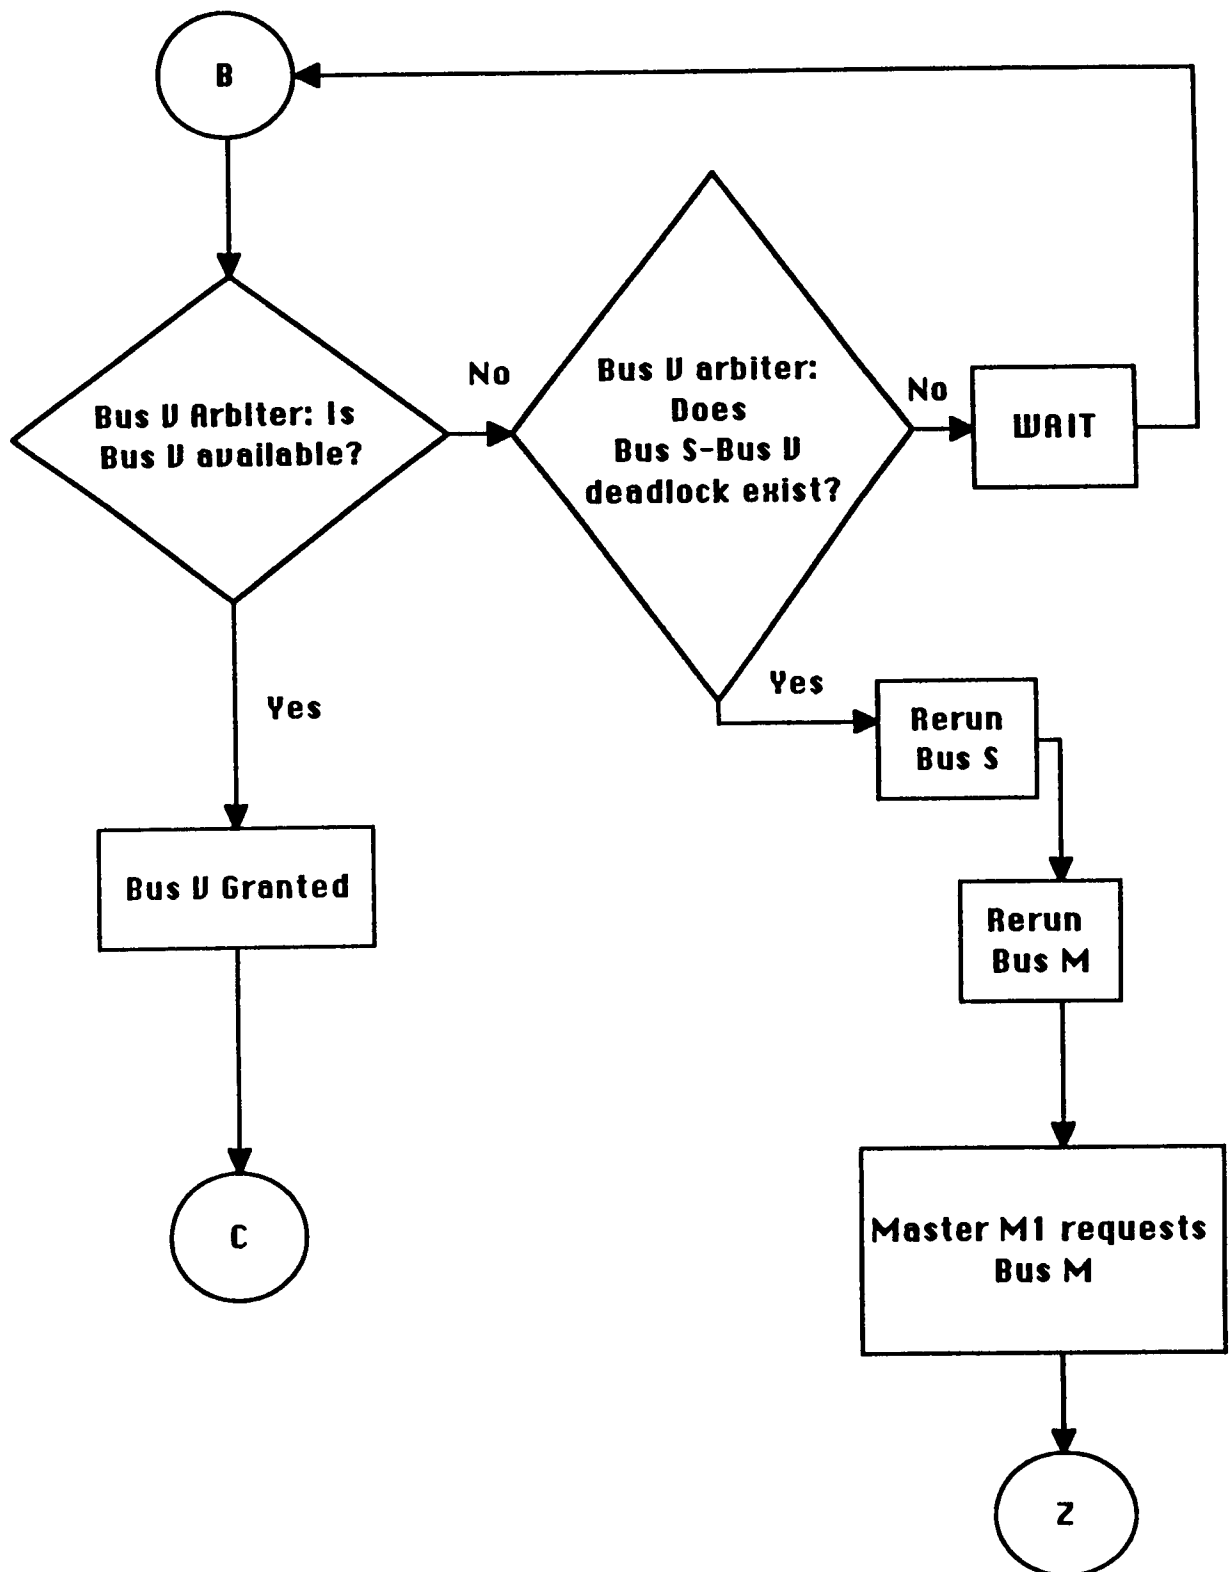 B
Bus V Arbiter: Is
Bus V available?
No
Bus V arbiter:
Does
Bus S-Bus V
deadlock exist?
No
WAIT
Yes
Yes
Rerun
Bus S
Bus V Granted
Rerun
Bus M
C
Master M1 requests
Bus M
Z